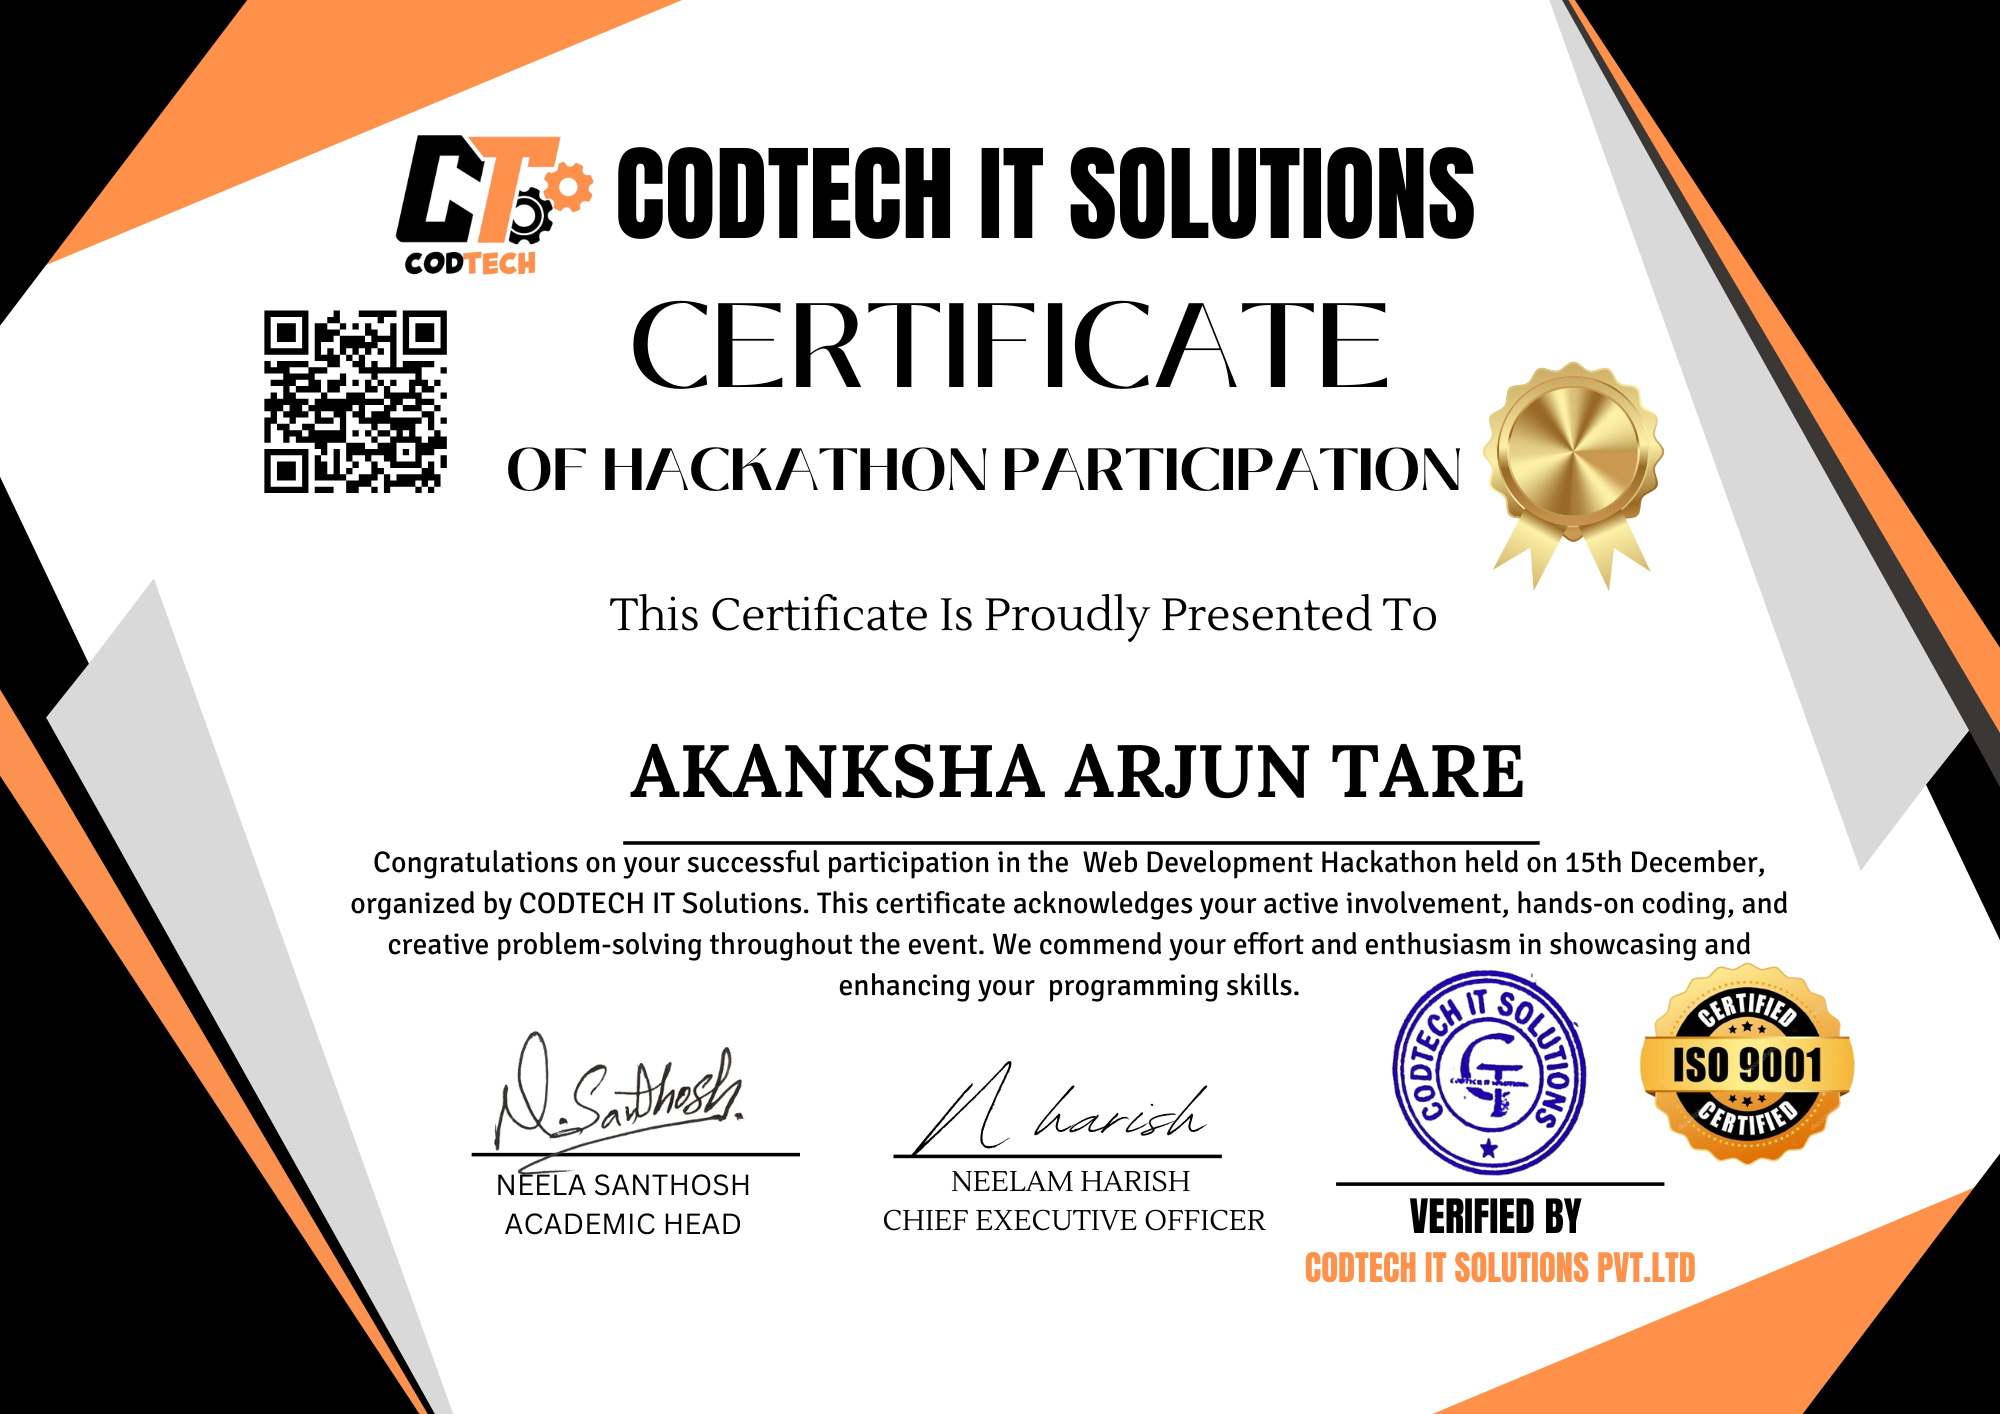 CT
CODTECH
CODTECH IT SOLUTIONS
CERTIFICATE
OF HACKATHON PARTICIPATION
This Certificate Is Proudly Presented To
AKANKSHA ARJUN TARE
Congratulations on your successful participation in the  Web Development Hackathon held on 15th December,
organized by CODTECH IT Solutions. This certificate acknowledges your active involvement, hands-on coding, and
creative problem-solving throughout the event. We commend your effort and enthusiasm in showcasing and
enhancing your  programming skills.
N.Santhosh.
NEELA SANTHOSH
ACADEMIC HEAD
N harish
NEELAM HARISH
CHIEF EXECUTIVE OFFICER
CODTECH IT SOLUTIONS
CT
VERIFIED BY
CODTECH IT SOLUTIONS PVT.LTD
CERTIFIED
ISO 9001
CERTIFIED